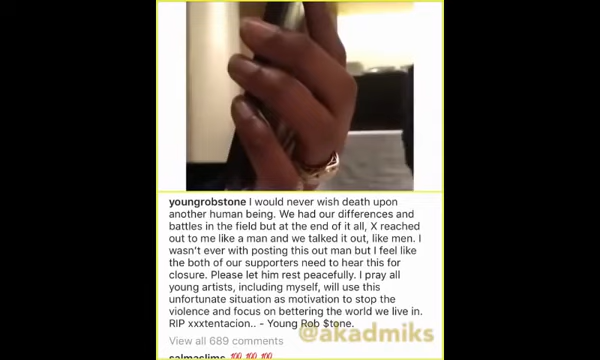 youngrobstone I would never wish death upon
another human being. We had our differences and
battles in the field but at the end of it all, X reached
out to me like a man and we talked it out, like men. I
wasn't ever with posting this out man but I feel like
the both of our supporters need to hear this for
closure. Please let him rest peacefully. I pray all
young artists, including myself, will use this
unfortunate situation as motivation to stop the
violence and focus on bettering the world we live in.
RIP xxxtentacion.. - Young Rob $tone.
@akadmiks
View all 689 comments
salmaslims 💯 💯 💯